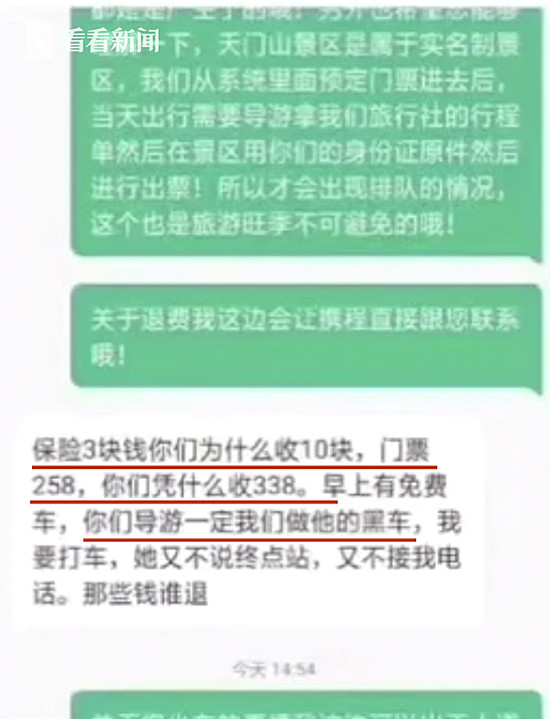 看看新闻
一下，天门山景区是属于实名制景
区，我们从系统里面预定门票进去后，
当天出行需要导游拿我们旅行社的行程
单然后在景区用你们的身份证原件然后
进行出票！所以才会出现排队的情况，
这个也是旅游旺季不可避免的哦！
关于退费我这边会让携程直接跟您联系
哦！
保险3块钱你们为什么收10块，门票
258，你们凭什么收338。早上有免费
车，你们导游一定我们做他的黑车，我
要打车，她又不说终点站，又不接我电
话。那些钱谁退
今天 14:54